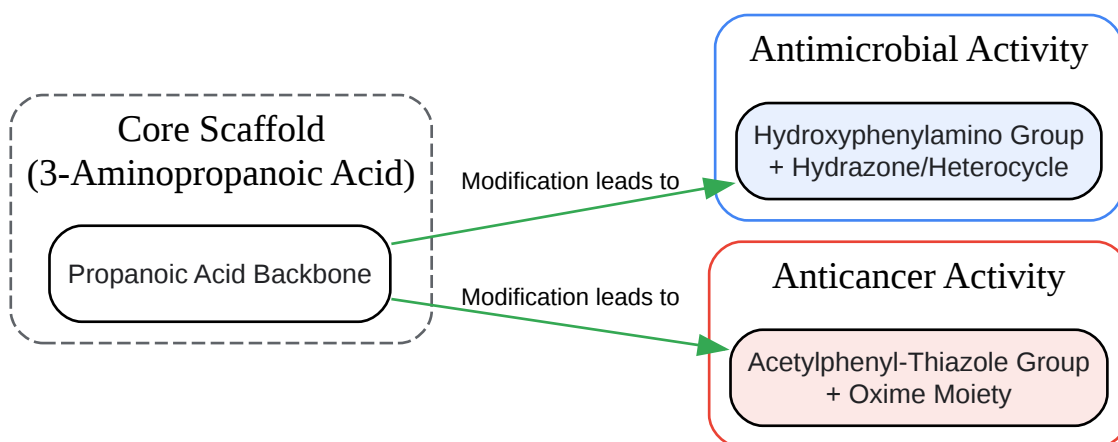 Core Scaffold
(3-Aminopropanoic Acid)
Propanoic Acid Backbone
Modification leads to
Modification leads to
Antimicrobial Activity
Hydroxyphenylamino Group
+ Hydrazone/Heterocycle
Anticancer Activity
Acetylphenyl-Thiazole Group
+ Oxime Moiety